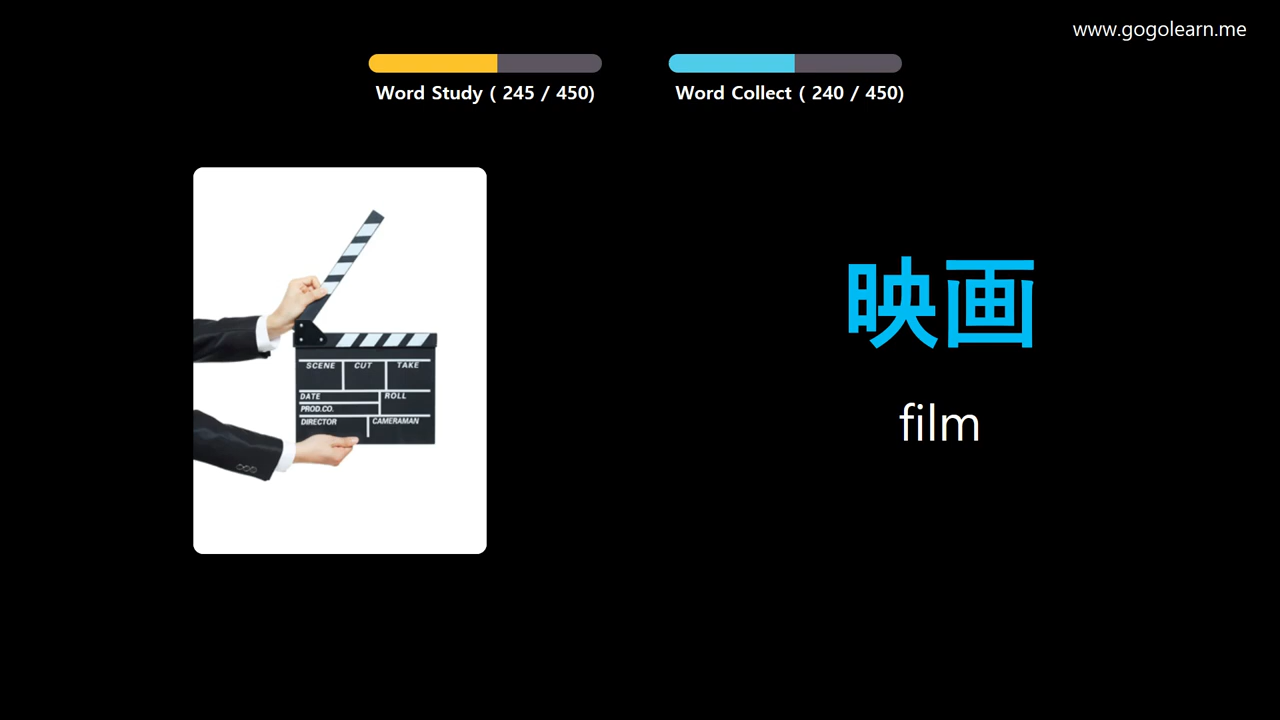 www.gogolearn.me
Word Study ( 245 / 450)
Word Collect ( 240 / 450)
SCENE CUT TAKE
DATE ROLL
PROD.CO.
DIRECTOR CAMERAMAN
映画
film